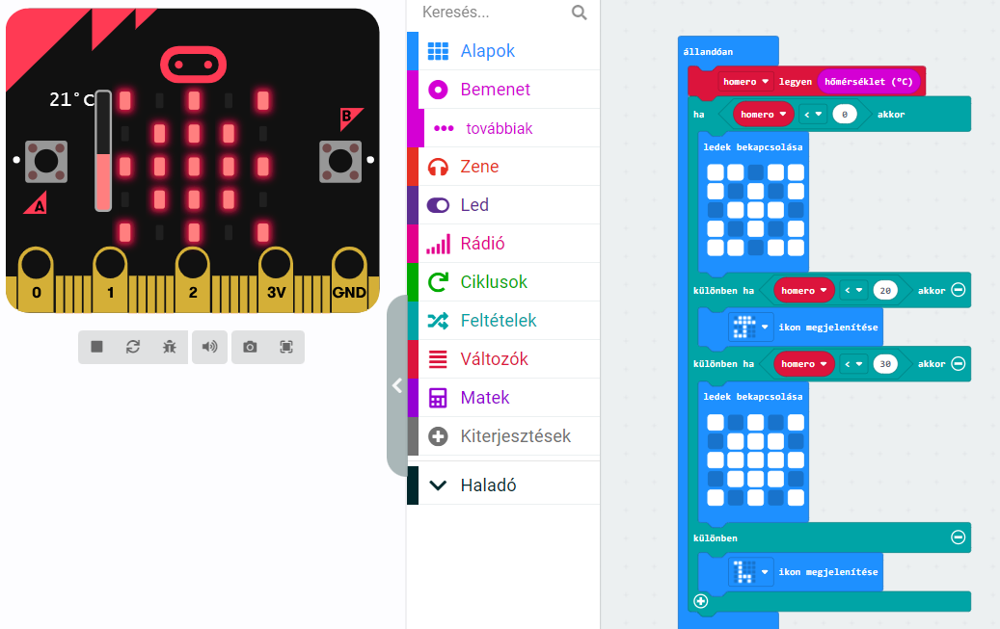 21°C
A
B
0
1
2
3V
GND
Keresés...
Alapok
Bemenet
továbbiak
Zene
Led
Rádió
Ciklusok
Feltételek
Változók
Matek
Kiterjesztések
Haladó
állandóan
homero legyen hőmérséklet (°C)
ha homero < 0 akkor
ledek bekapcsolása
különben ha homero < 20 akkor
ikon megjelenítése
különben ha homero < 30 akkor
ledek bekapcsolása
különben
ikon megjelenítése